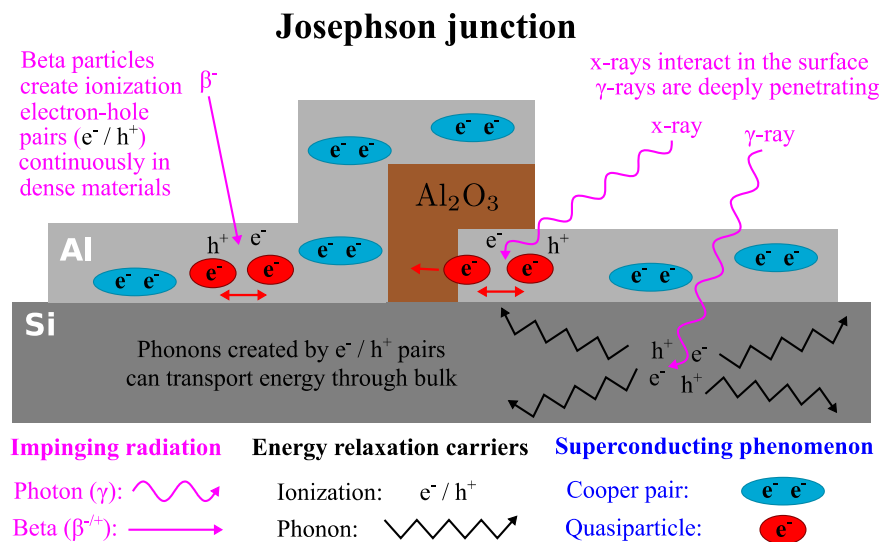 Josephson junction
Beta particles
create ionization
electron-hole
pairs (e⁻ / h⁺)
continuously in
dense materials
β⁻
x-rays interact in the surface
γ-rays are deeply penetrating
x-ray
γ-ray
e⁻ e⁻
e⁻ e⁻
Al₂O₃
Al
h⁺ e⁻
e⁻ h⁺
e⁻ e⁻
e⁻ e⁻
e⁻ e⁻
e⁻ e⁻
e⁻ e⁻
e⁻ e⁻
Si
Phonons created by e⁻ / h⁺ pairs
can transport energy through bulk
h⁺ e⁻
e⁻ h⁺
Impinging radiation
Photon (γ):
Beta (β⁻ᐟ⁺):
Energy relaxation carriers
Ionization: e⁻ / h⁺
Phonon:
Superconducting phenomenon
Cooper pair: e⁻ e⁻
Quasiparticle: e⁻